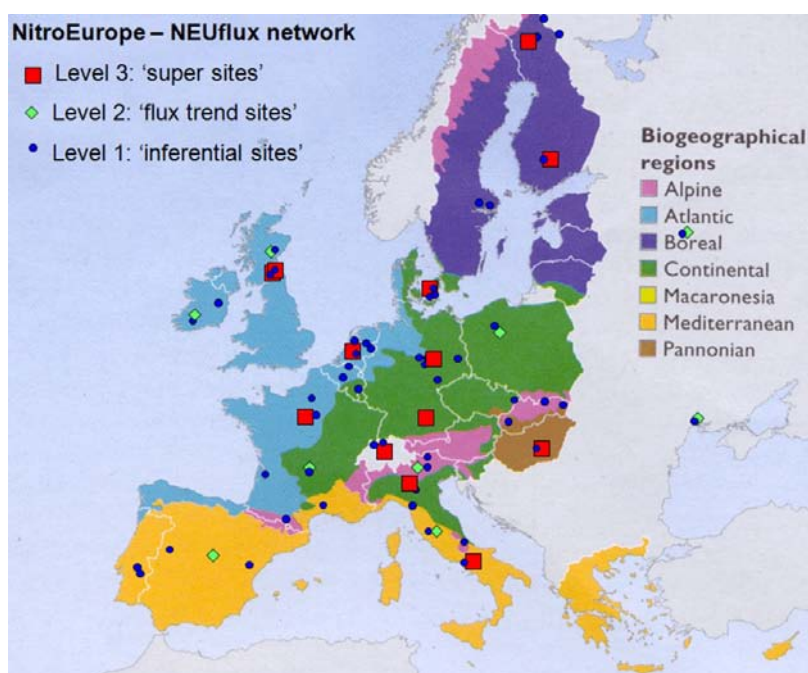 NitroEurope – NEUflux network
Level 3: ‘super sites’
Level 2: ‘flux trend sites’
Level 1: ‘inferential sites’
Biogeographical
regions
Alpine
Atlantic
Boreal
Continental
Macaronesia
Mediterranean
Pannonian